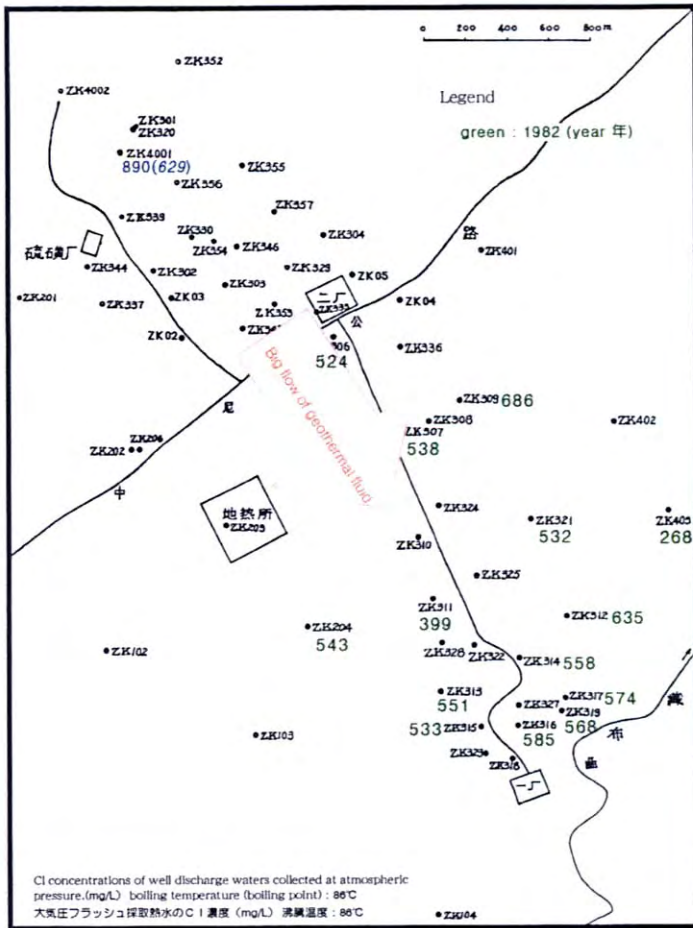 0 200 400 600 800m
Legend
green : 1982 (year 年)
ZK352
ZK4002
ZK301
ZK320
ZK4001
890(629)
ZK355
ZK356
ZK357
ZK339
ZK330
ZK354
ZK346
ZK304
路
ZK401
硫磺厂
ZK344
ZK302
ZK329
ZK05
ZK303
ZK201
ZK337
ZK03
ZK353
二厂
ZK333
ZK04
公
ZK02
524
ZK336
Big flow of geothermal fluid.
ZK309 686
尼
ZK308
ZK402
ZK307
538
ZK202
ZK206
中
地热所
ZK203
ZK324
ZK321
532
ZK403
268
ZK310
ZK325
ZK311
399
ZK312 635
ZK204
543
ZK328
ZK322
ZK314 558
ZK102
ZK313
551
ZK317 574
ZK327
ZK319
568
藏
布
曲
533 ZK315
ZK316
585
ZK103
ZK323
ZK318
一厂
Cl concentrations of well discharge waters collected at atmospheric
pressure.(mg/L) boiling temperature (boiling point) : 86℃
大気圧フラッシュ採取熱水のＣｌ濃度 (mg/L) 沸騰温度 : 86℃
ZK104